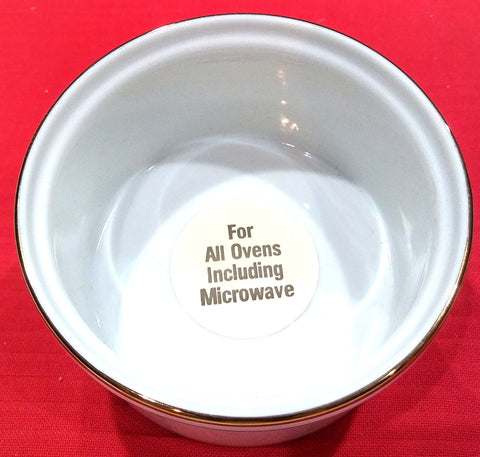 For
All Ovens
Including
Microwave